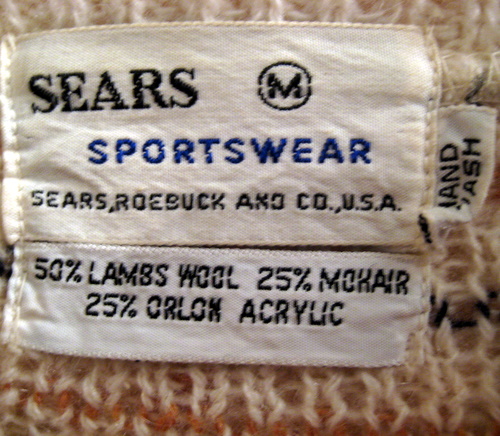 SEARS M
SPORTSWEAR
SEARS, ROEBUCK AND CO., U.S.A.
HAND
WASH
50% LAMBS WOOL 25% MOHAIR
25% ORLON ACRYLIC